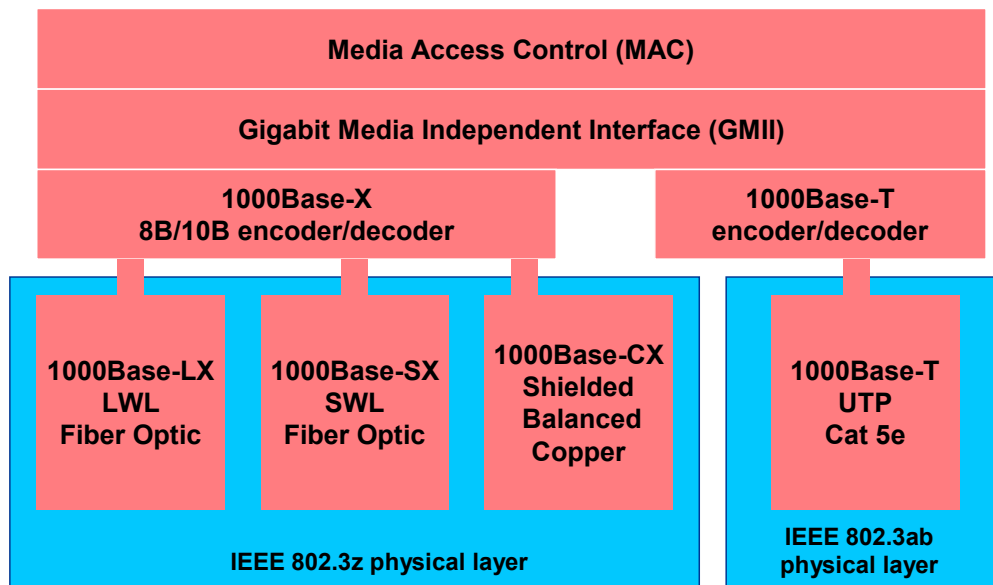 Media Access Control (MAC)
Gigabit Media Independent Interface (GMII)
1000Base-X
8B/10B encoder/decoder
1000Base-T
encoder/decoder
1000Base-LX
LWL
Fiber Optic
1000Base-SX
SWL
Fiber Optic
1000Base-CX
Shielded
Balanced
Copper
1000Base-T
UTP
Cat 5e
IEEE 802.3z physical layer
IEEE 802.3ab
physical layer